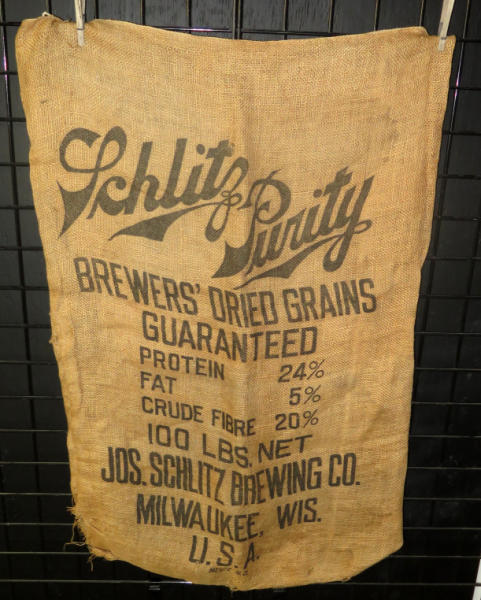 Schlitz Purity
BREWERS' DRIED GRAINS
GUARANTEED
PROTEIN 24%
FAT 5%
CRUDE FIBRE 20%
100 LBS. NET
JOS. SCHLITZ BREWING CO.
MILWAUKEE, WIS.
U.S.A.